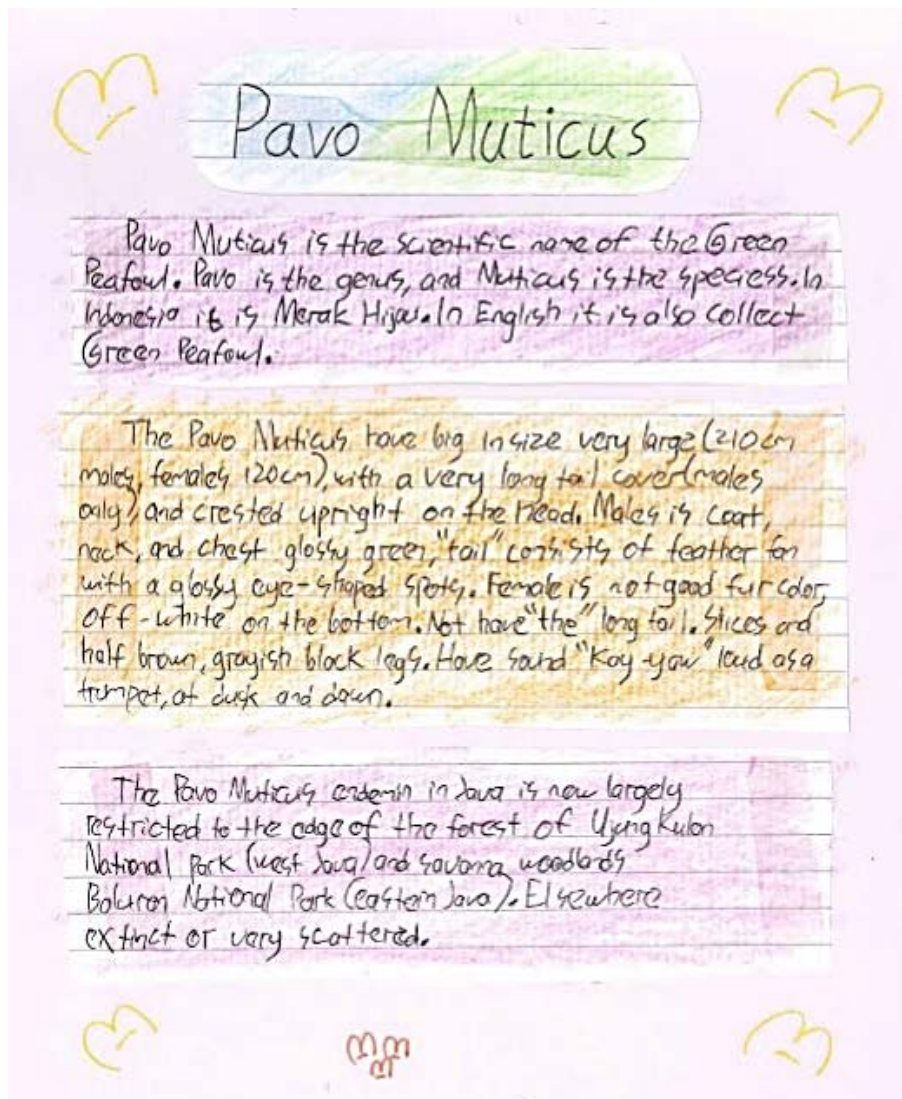 Pavo Muticus
Pavo Muticus is the scientific name of the Green
Peafowl. Pavo is the genus, and Muticus is the speciess. In
Indonesia it is Merak Hijau. In English it is also collect
Green Peafowl.
The Pavo Muticus have big in size very large (210 cm
males, females 120cm), with a very long tail cover (males
only), and crested upright on the head. Males is coat,
neck, and chest glossy green, "tail" consists of feather fan
with a glossy eye-shaped spots. Female is not good fur color,
off-white on the bottom. Not have "the" long tail. Slices and
half brown, grayish black legs. Have sound "Kay-yaw" loud as a
trumpet, at dusk and dawn.
The Pavo Muticus endemin in Java is now largely
restricted to the edge of the forest of Ujung Kulon
National Park (west Java) and savanna woodlands
Baluran National Park (eastern Java). Elsewhere
extinct or very scattered.